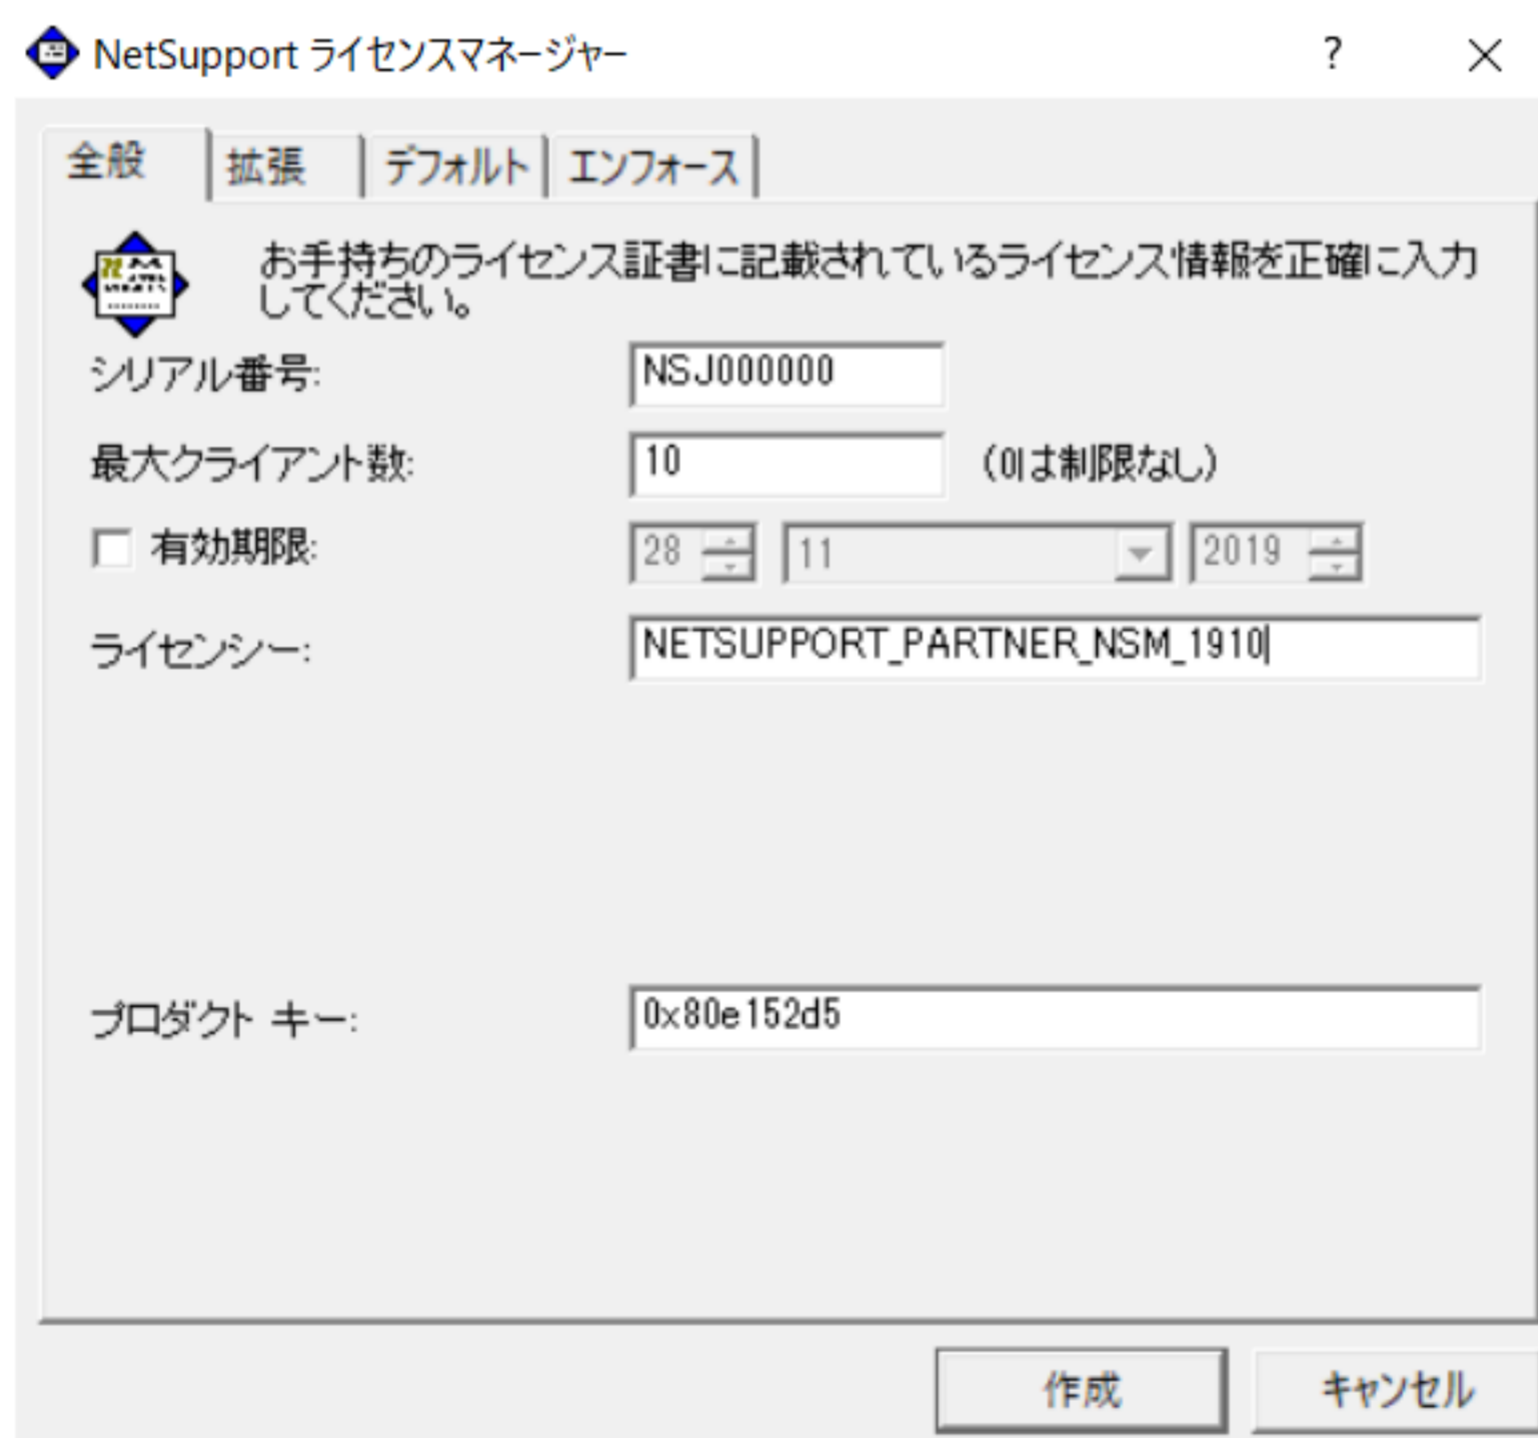 NetSupport ライセンスマネージャー
全般 拡張 デフォルト エンフォース
お手持ちのライセンス証書に記載されているライセンス情報を正確に入力
してください。
シリアル番号: NSJ000000
最大クライアント数: 10 (0は制限なし)
有効期限: 28 11 2019
ライセンシー: NETSUPPORT_PARTNER_NSM_1910
プロダクト キー: 0x80e152d5
作成 キャンセル